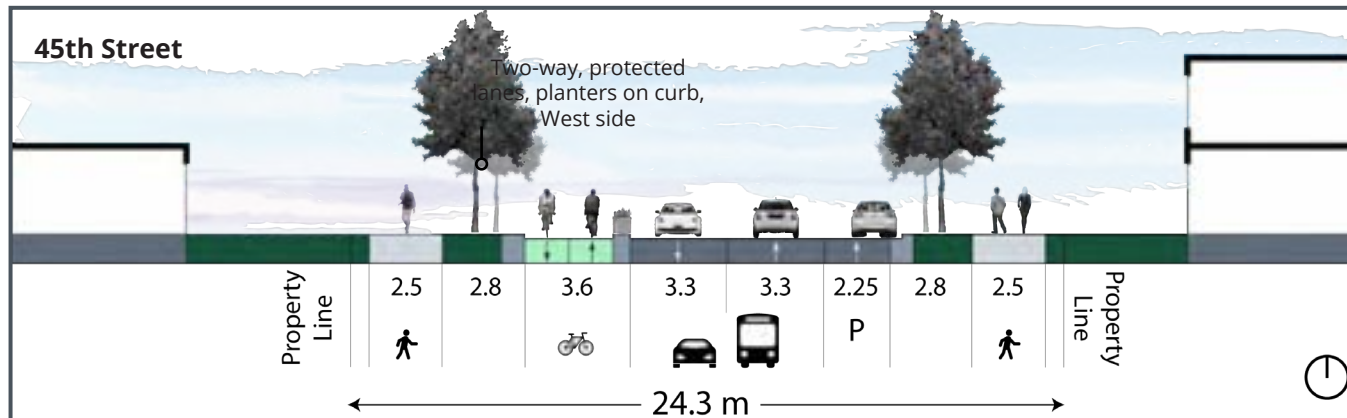 45th Street
Two-way, protected
lanes, planters on curb,
West side
Property
Line
2.5
2.8
3.6
3.3
3.3
2.25
2.8
2.5
Property
Line
P
24.3 m